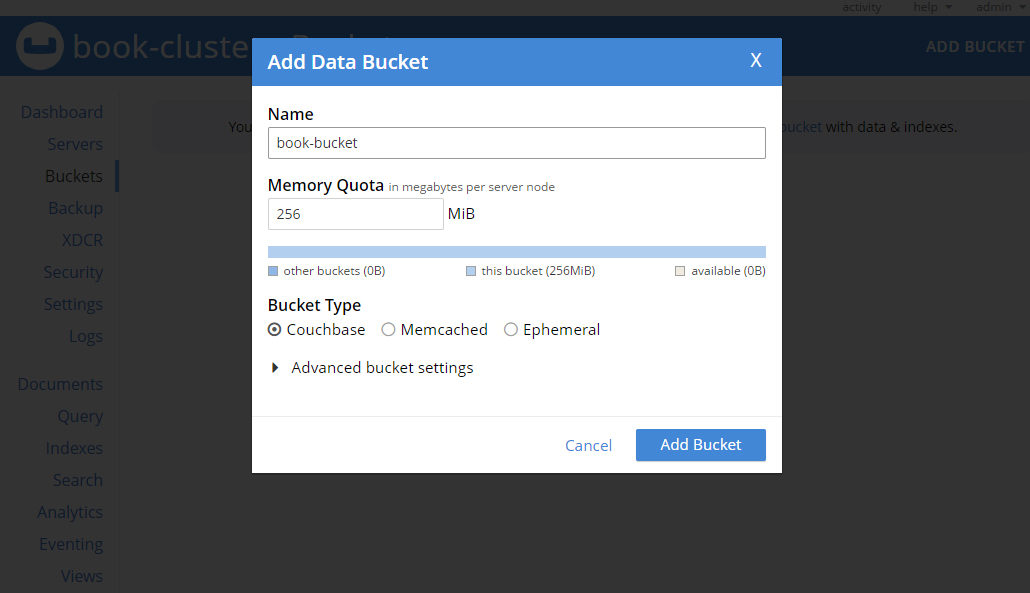 activity help admin
book-cluste
ADD BUCKET
Dashboard
Servers
Buckets
Backup
XDCR
Security
Settings
Logs
Documents
Query
Indexes
Search
Analytics
Eventing
Views
You
bucket with data & indexes.
Add Data Bucket X
Name
book-bucket
Memory Quota in megabytes per server node
256 MiB
other buckets (0B) this bucket (256MiB) available (0B)
Bucket Type
Couchbase Memcached Ephemeral
Advanced bucket settings
Cancel Add Bucket